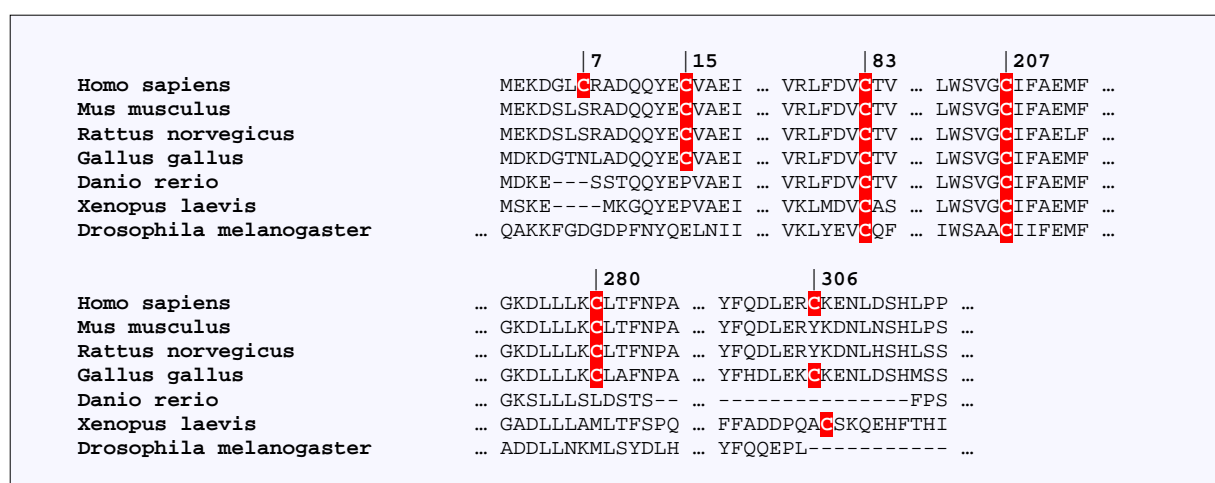 |7 |15 |83 |207
Homo sapiens MEKDGLCRADQQYECVAEI … VRLFDVCTV … LWSVGCIFAEMF …
Mus musculus MEKDSLSRADQQYECVAEI … VRLFDVCTV … LWSVGCIFAEMF …
Rattus norvegicus MEKDSLSRADQQYECVAEI … VRLFDVCTV … LWSVGCIFAELF …
Gallus gallus MDKDGTNLADQQYECVAEI … VRLFDVCTV … LWSVGCIFAEMF …
Danio rerio MDKE---SSTQQYEPVAEI … VRLFDVCTV … LWSVGCIFAEMF …
Xenopus laevis MSKE----MKGQYEPVAEI … VKLMDVCAS … LWSVGCIFAEMF …
Drosophila melanogaster … QAKKFGDGDPFNYQELNII … VKLYEVCQF … IWSAACIIFEMF …
|280 |306
Homo sapiens … GKDLLLKCLTFNPA … YFQDLERCKENLDSHLPP …
Mus musculus … GKDLLLKCLTFNPA … YFQDLERYKDNLNSHLPS …
Rattus norvegicus … GKDLLLKCLTFNPA … YFQDLERYKDNLHSHLSS …
Gallus gallus … GKDLLLKCLAFNPA … YFHDLEKCKENLDSHMSS …
Danio rerio … GKSLLLSLDSTS-- … ---------------FPS …
Xenopus laevis … GADLLLAMLTFSPQ … FFADDPQACSKQEHFTHI
Drosophila melanogaster … ADDLLNKMLSYDLH … YFQQEPL----------- …